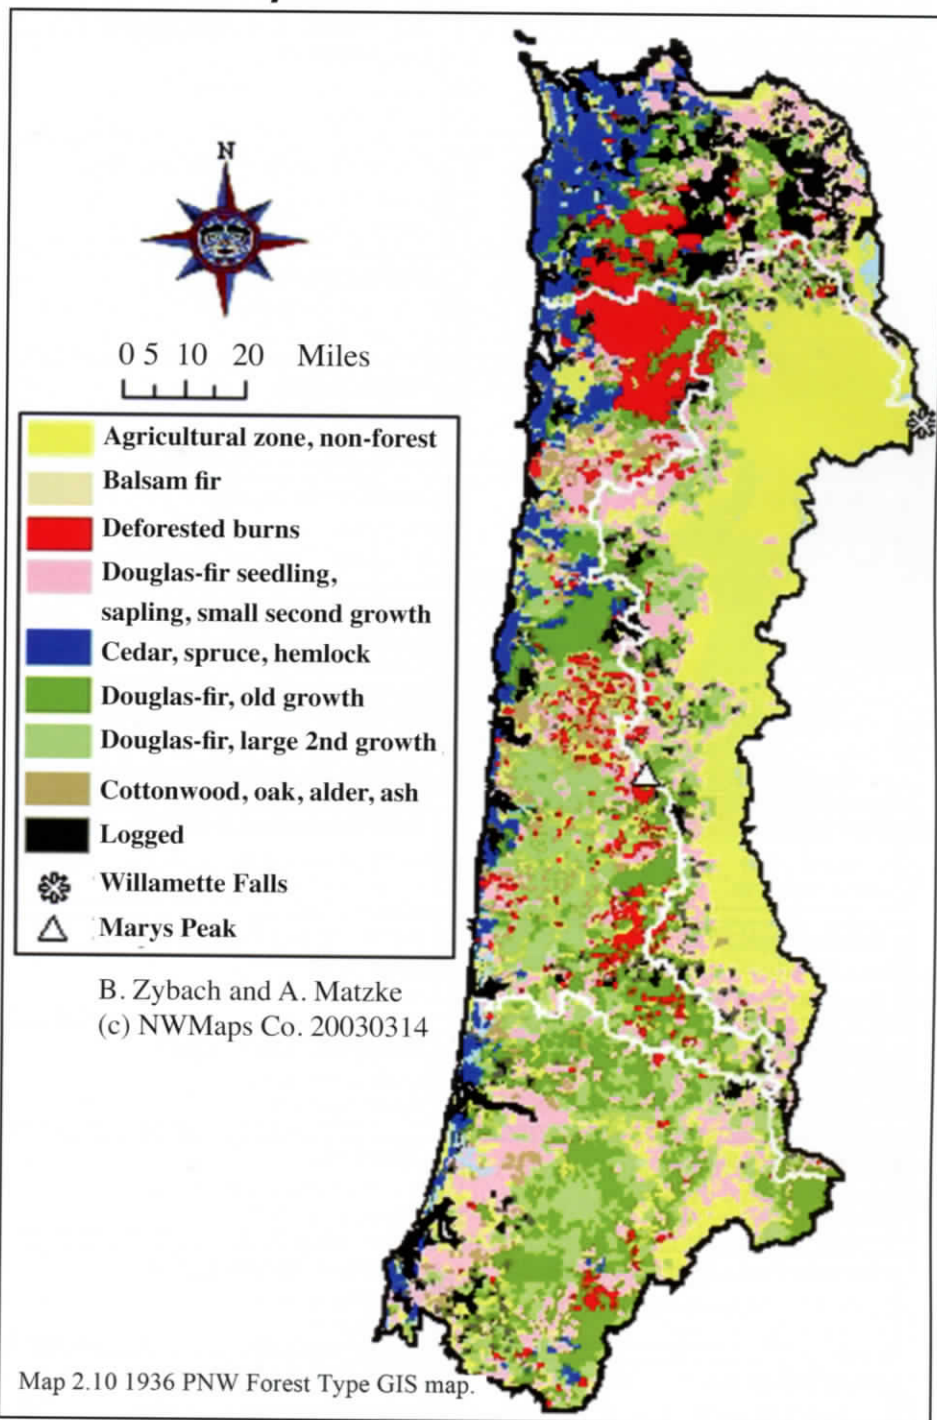 N
0 5 10 20 Miles
Agricultural zone, non-forest
Balsam fir
Deforested burns
Douglas-fir seedling,
sapling, small second growth
Cedar, spruce, hemlock
Douglas-fir, old growth
Douglas-fir, large 2nd growth
Cottonwood, oak, alder, ash
Logged
Willamette Falls
Marys Peak
B. Zybach and A. Matzke
(c) NWMaps Co. 20030314
Map 2.10 1936 PNW Forest Type GIS map.